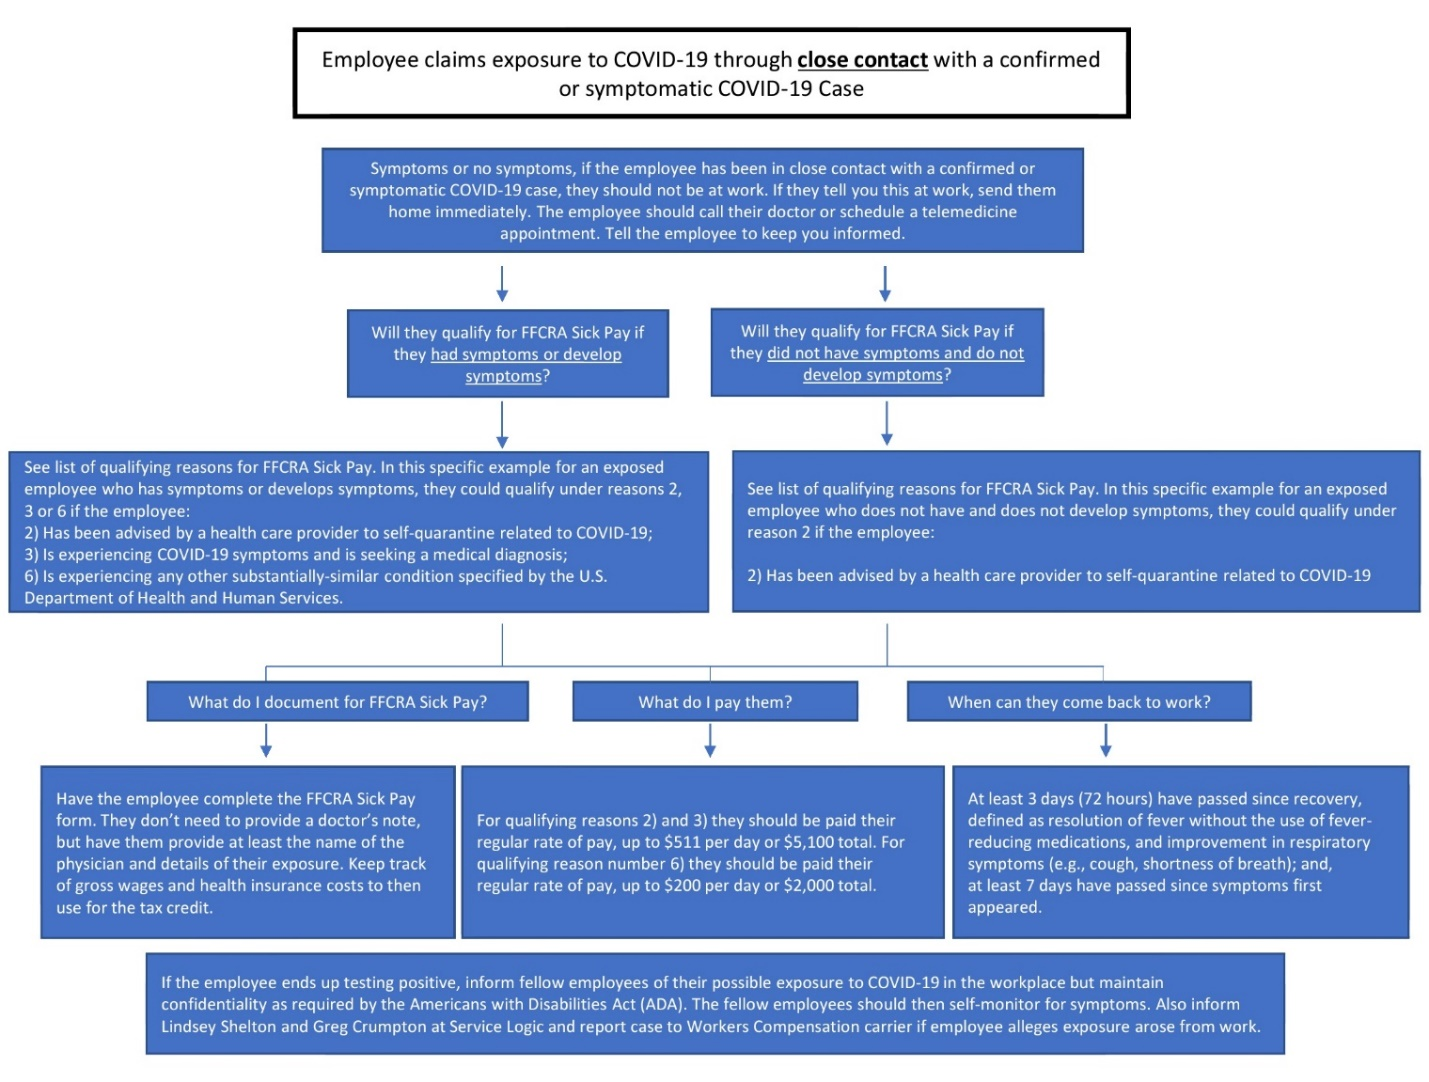 Employee claims exposure to COVID-19 through close contact with a confirmed
or symptomatic COVID-19 Case
Symptoms or no symptoms, if the employee has been in close contact with a confirmed or
symptomatic COVID-19 case, they should not be at work. If they tell you this at work, send them
home immediately. The employee should call their doctor or schedule a telemedicine
appointment. Tell the employee to keep you informed.
Will they qualify for FFCRA Sick Pay if
they had symptoms or develop
symptoms?
Will they qualify for FFCRA Sick Pay if
they did not have symptoms and do not
develop symptoms?
See list of qualifying reasons for FFCRA Sick Pay. In this specific example for an exposed
employee who has symptoms or develops symptoms, they could qualify under reasons 2,
3 or 6 if the employee:
2) Has been advised by a health care provider to self-quarantine related to COVID-19;
3) Is experiencing COVID-19 symptoms and is seeking a medical diagnosis;
6) Is experiencing any other substantially-similar condition specified by the U.S.
Department of Health and Human Services.
See list of qualifying reasons for FFCRA Sick Pay. In this specific example for an exposed
employee who does not have and does not develop symptoms, they could qualify under
reason 2 if the employee:
2) Has been advised by a health care provider to self-quarantine related to COVID-19
What do I document for FFCRA Sick Pay?
What do I pay them?
When can they come back to work?
Have the employee complete the FFCRA Sick Pay
form. They don't need to provide a doctor's note,
but have them provide at least the name of the
physician and details of their exposure. Keep track
of gross wages and health insurance costs to then
use for the tax credit.
For qualifying reasons 2) and 3) they should be paid their
regular rate of pay, up to $511 per day or $5,100 total. For
qualifying reason number 6) they should be paid their
regular rate of pay, up to $200 per day or $2,000 total.
At least 3 days (72 hours) have passed since recovery,
defined as resolution of fever without the use of fever-
reducing medications, and improvement in respiratory
symptoms (e.g., cough, shortness of breath); and,
at least 7 days have passed since symptoms first
appeared.
If the employee ends up testing positive, inform fellow employees of their possible exposure to COVID-19 in the workplace but maintain
confidentiality as required by the Americans with Disabilities Act (ADA). The fellow employees should then self-monitor for symptoms. Also inform
Lindsey Shelton and Greg Crumpton at Service Logic and report case to Workers Compensation carrier if employee alleges exposure arose from work.